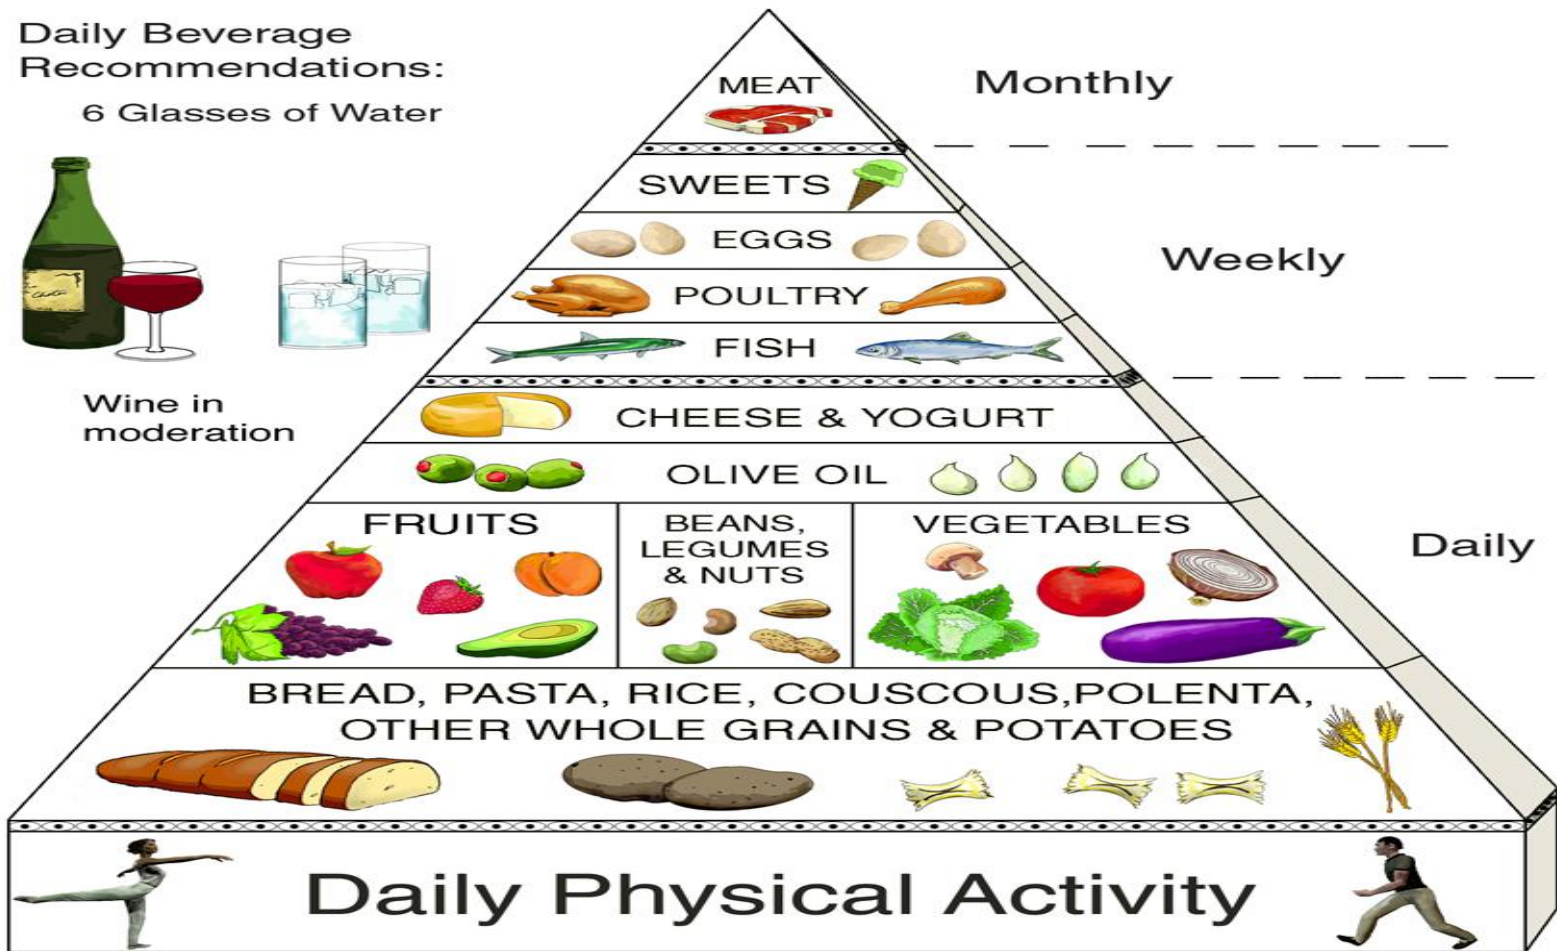 Daily Beverage
Recommendations:
6 Glasses of Water
Wine in
moderation
MEAT
Monthly
SWEETS
EGGS
Weekly
POULTRY
FISH
CHEESE & YOGURT
OLIVE OIL
FRUITS
BEANS,
LEGUMES
& NUTS
VEGETABLES
Daily
BREAD, PASTA, RICE, COUSCOUS,POLENTA,
OTHER WHOLE GRAINS & POTATOES
Daily Physical Activity